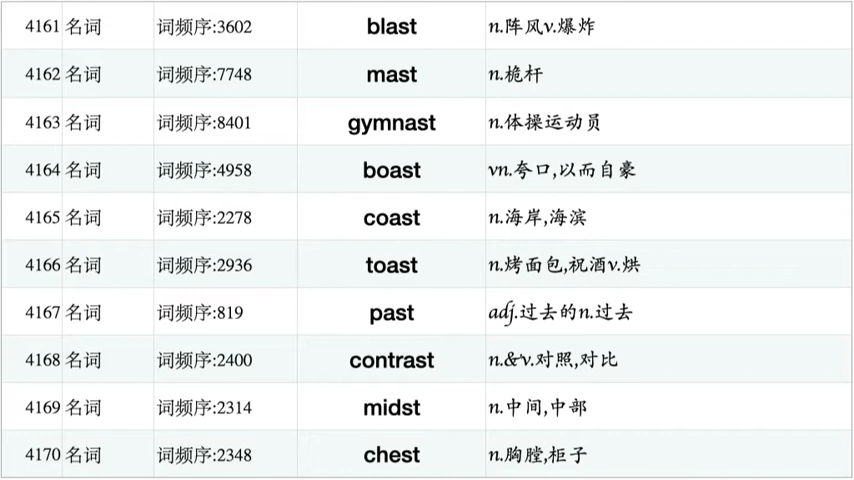 4161 名词 词频序:3602 blast n.阵风v.爆炸
4162 名词 词频序:7748 mast n.桅杆
4163 名词 词频序:8401 gymnast n.体操运动员
4164 名词 词频序:4958 boast vn.夸口,以而自豪
4165 名词 词频序:2278 coast n.海岸,海滨
4166 名词 词频序:2936 toast n.烤面包,祝酒v.烘
4167 名词 词频序:819 past adj.过去的n.过去
4168 名词 词频序:2400 contrast n.&v.对照,对比
4169 名词 词频序:2314 midst n.中间,中部
4170 名词 词频序:2348 chest n.胸膛,柜子